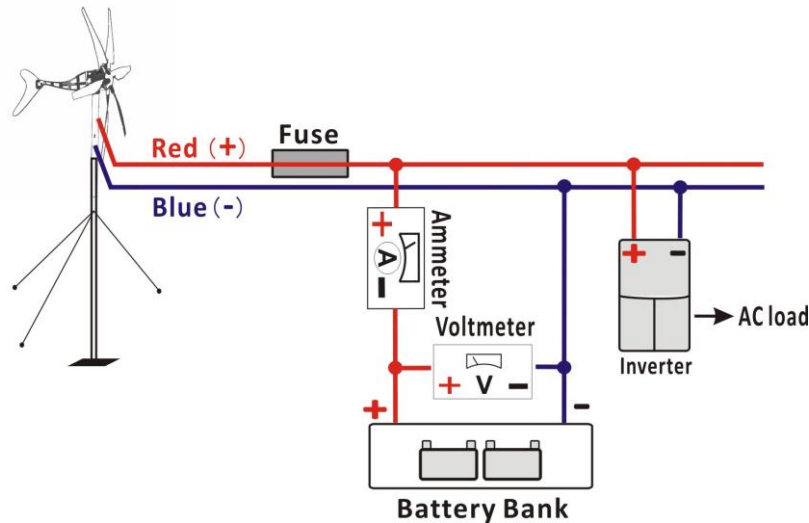 Fuse
Red (+)
Blue (-)
+
A
-
Ammeter
+ -
Inverter
AC load
Voltmeter
+ V -
+ -
Battery Bank